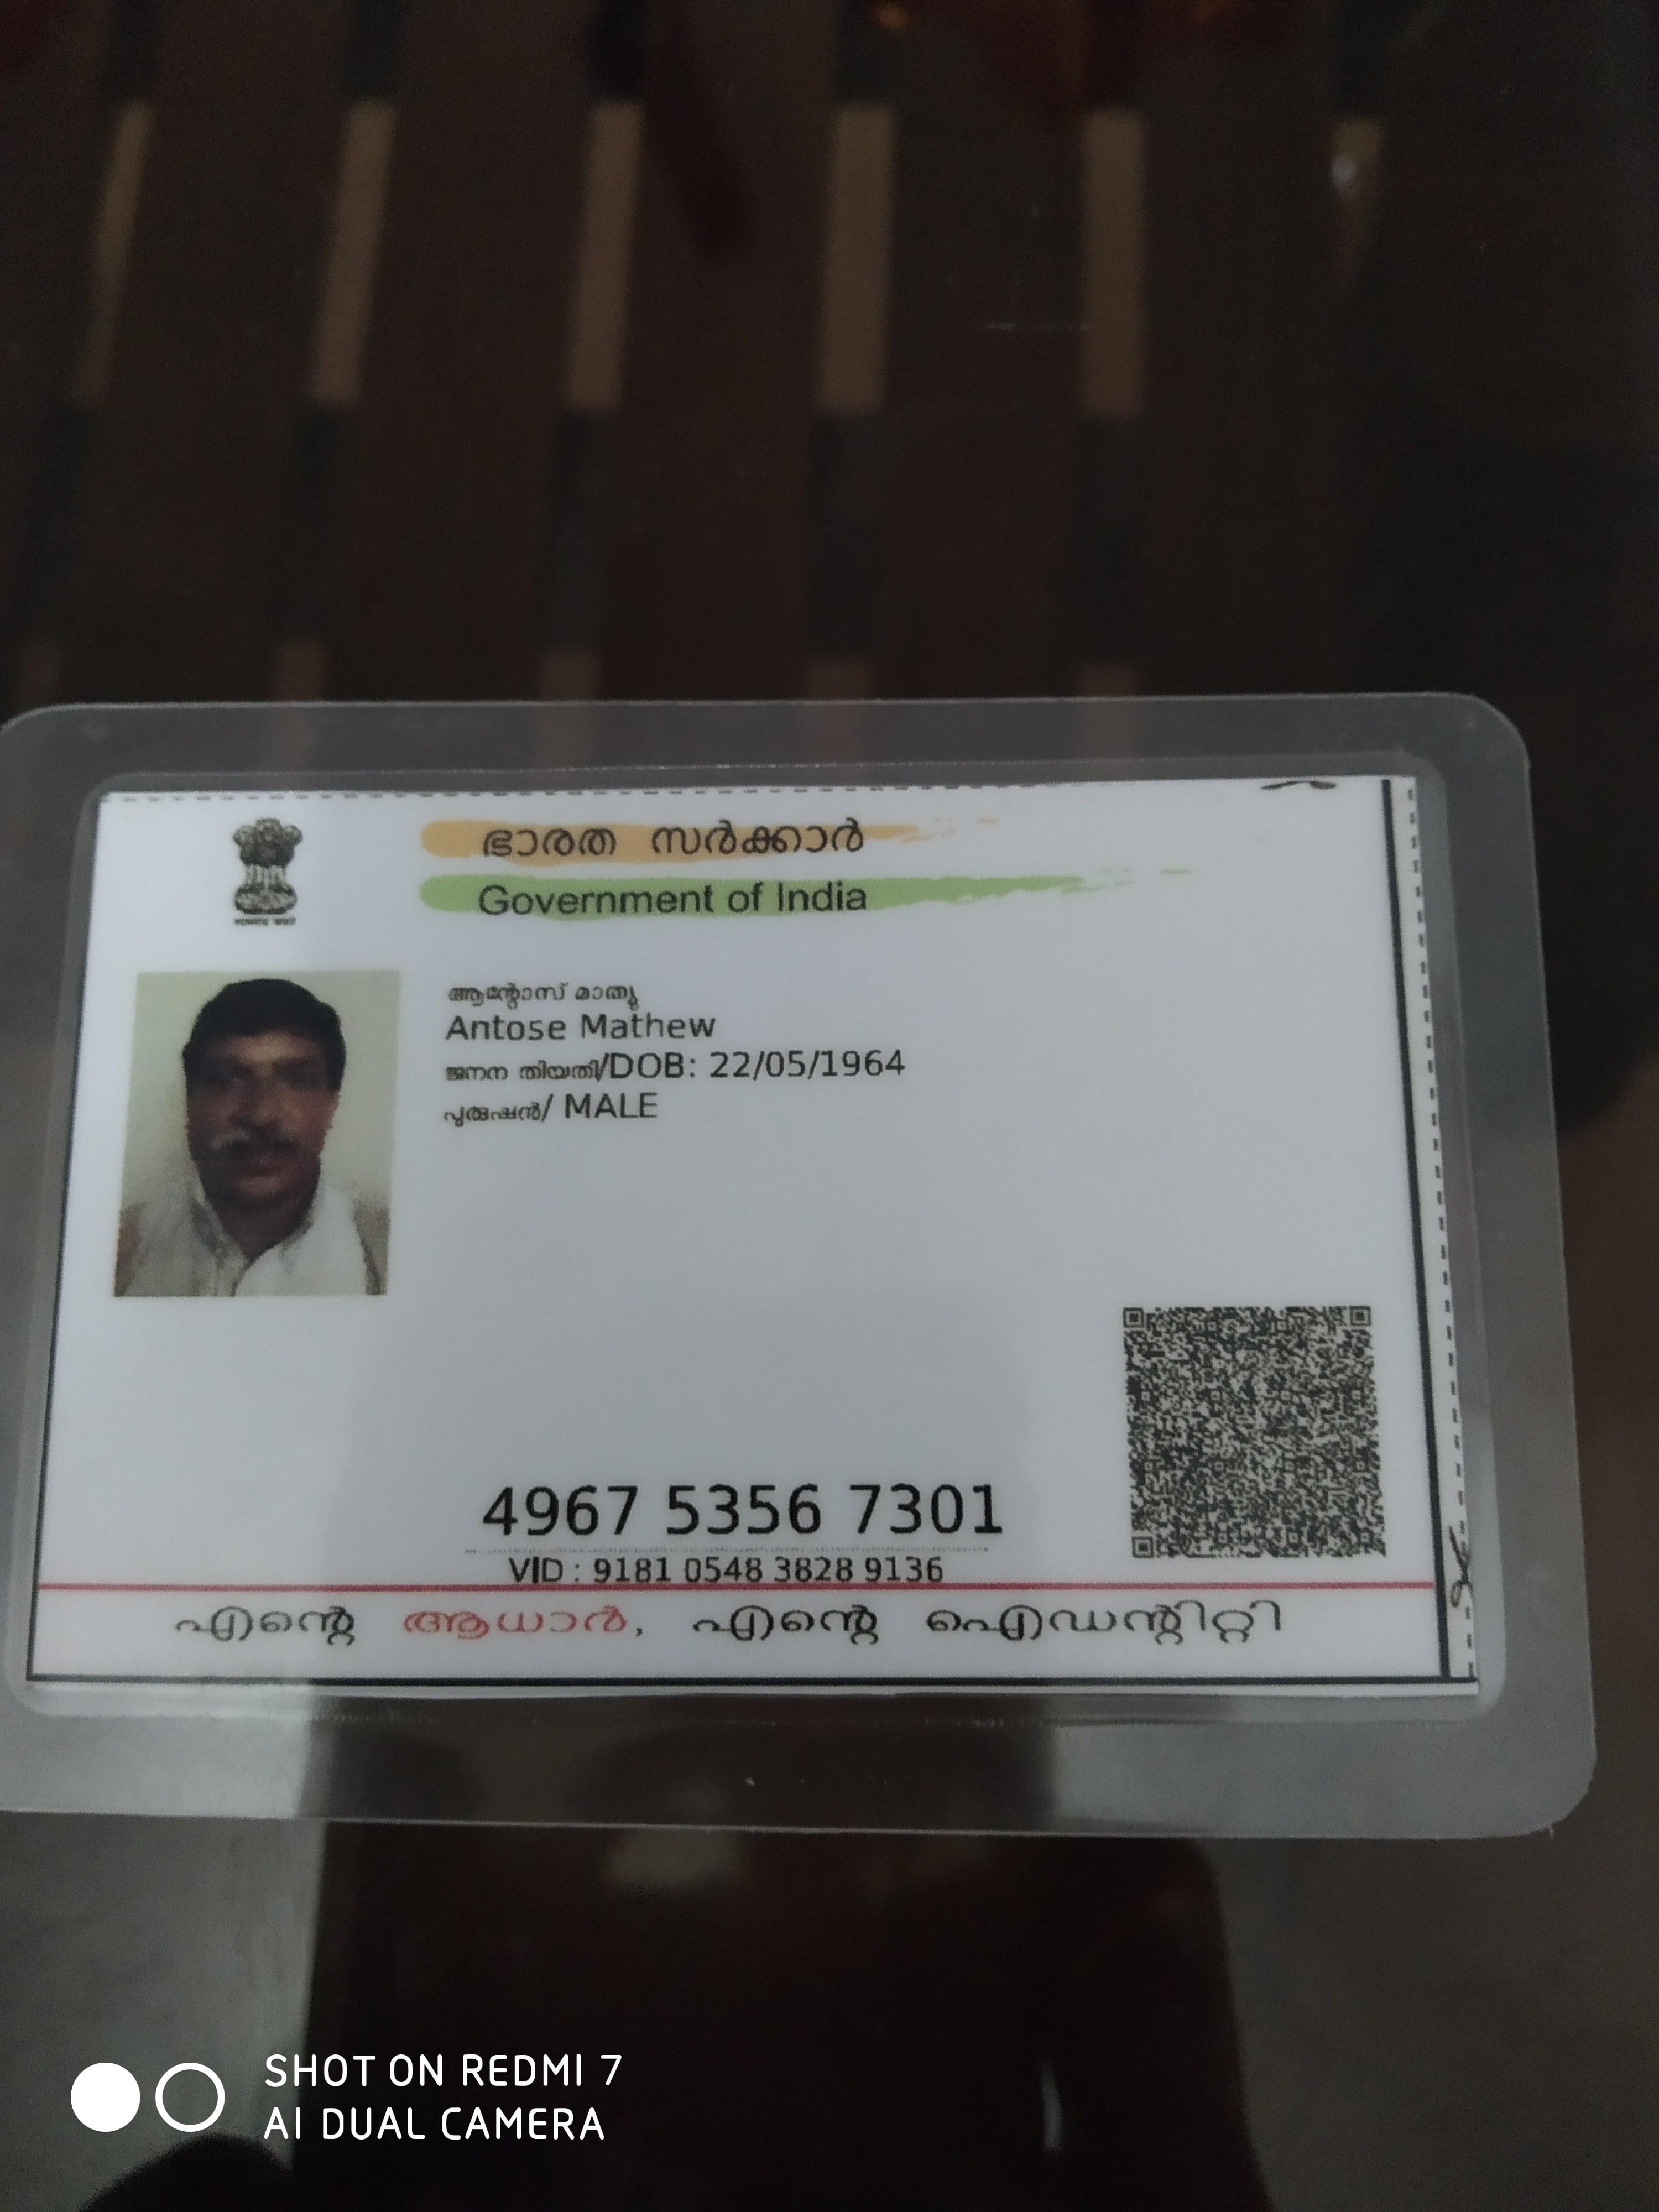 ഭാരത സർക്കാർ
Government of India
ആന്റോസ് മാത്യു
Antose Mathew
ജനന തിയതി/DOB: 22/05/1964
പുരുഷൻ/ MALE
4967 5356 7301
VID : 9181 0548 3828 9136
എന്റെ ആധാർ, എന്റെ ഐഡന്റിറ്റി
SHOT ON REDMI 7
AI DUAL CAMERA